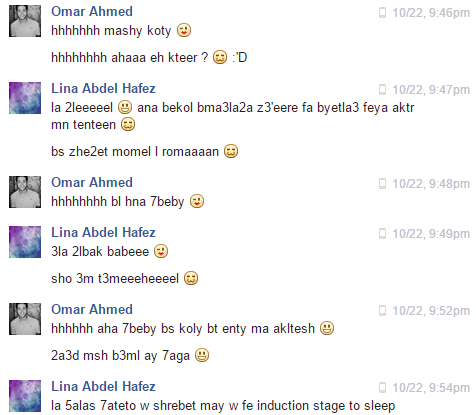 Omar Ahmed 10/22, 9:46pm
hhhhhhh mashy koty
hhhhhhhh ahaaa eh kteer ? :'D
Lina Abdel Hafez 10/22, 9:47pm
la 2leeeeel ana bekol bma3la2a z3'eere fa byetla3 feya aktr
mn tenteen
bs zhe2et momel l romaaaan
Omar Ahmed 10/22, 9:48pm
hhhhhhhh bl hna 7beby
Lina Abdel Hafez 10/22, 9:49pm
3la 2lbak babeee
sho 3m t3meeeheeeel
Omar Ahmed 10/22, 9:52pm
hhhhhh aha 7beby bs koly bt enty ma akltesh
2a3d msh b3ml ay 7aga
Lina Abdel Hafez 10/22, 9:54pm
la 5alas 7ateto w shrebet may w fe induction stage to sleep